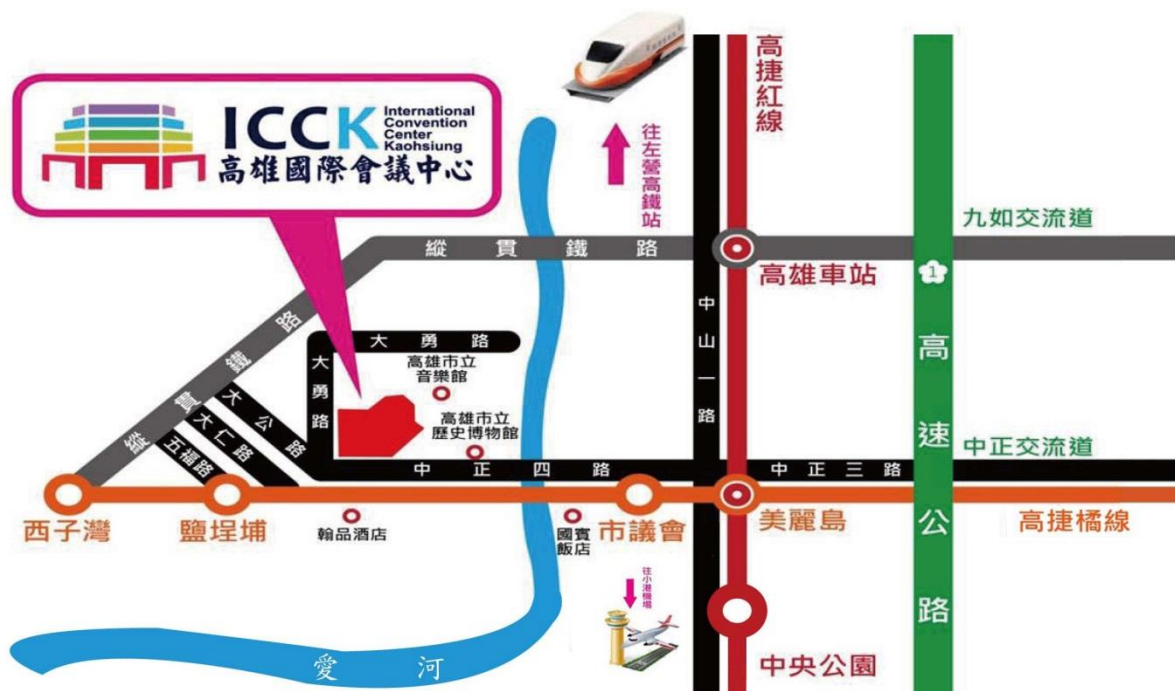 ICCK
International
Convention
Center
Kaohsiung
高雄國際會議中心
往左營高鐵站
高捷紅線
九如交流道
縱貫鐵路
高雄車站
1
高速公路
中山一路
縱貫鐵路
大勇路
大勇路
高雄市立
音樂館
高雄市立
歷史博物館
大公路
大仁路
五福路
中正四路
中正三路
中正交流道
西子灣
鹽埕埔
翰品酒店
國賓
飯店
市議會
美麗島
高捷橘線
往小港機場
中央公園
愛河